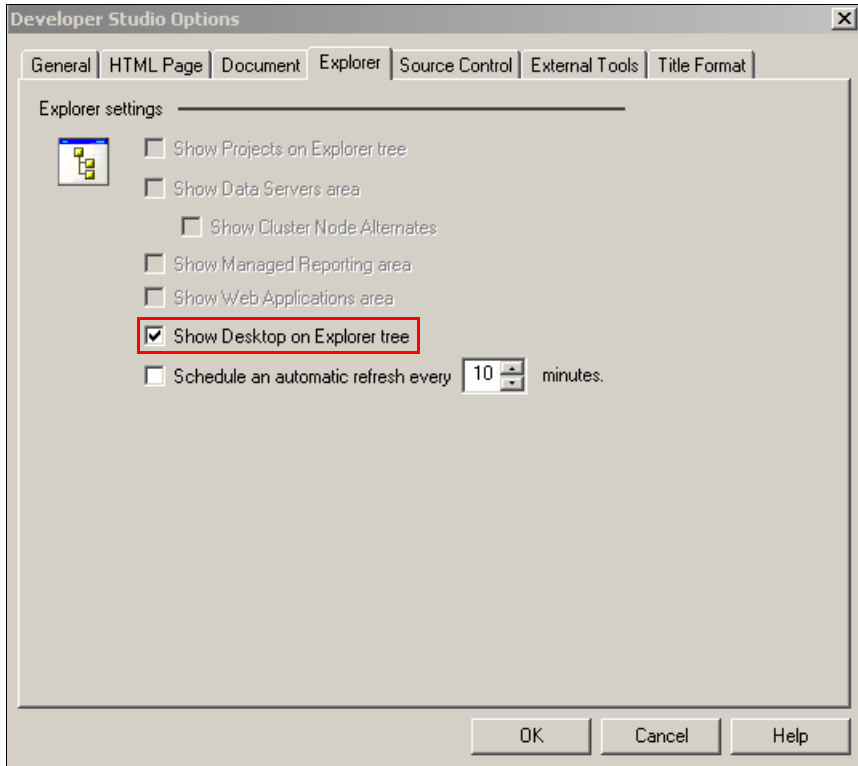 Developer Studio Options
General HTML Page Document Explorer Source Control External Tools Title Format
Explorer settings
Show Projects on Explorer tree
Show Data Servers area
Show Cluster Node Alternates
Show Managed Reporting area
Show Web Applications area
Show Desktop on Explorer tree
Schedule an automatic refresh every 10 minutes.
OK Cancel Help